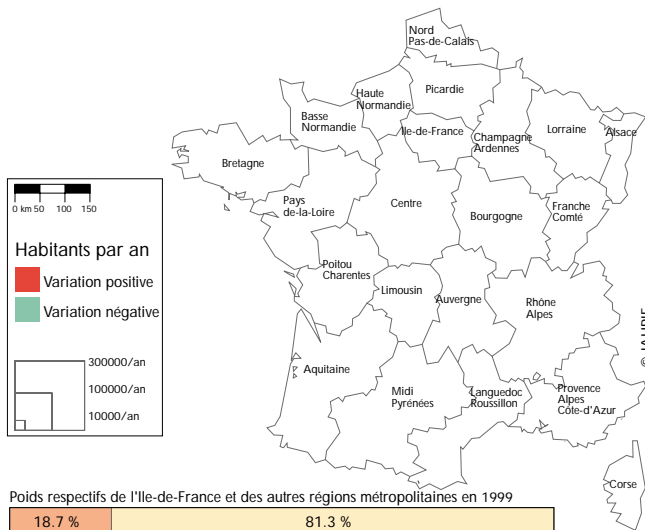 Nord
Pas-de-Calais
Picardie
Haute
Normandie
Basse
Normandie
Ile-de-France
Champagne
Ardennes
Lorraine
Alsace
Bretagne
Pays
de-la-Loire
Centre
Bourgogne
Franche
Comté
0 km 50 100 150
Habitants par an
Variation positive
Variation négative
Poitou
Charentes
Limousin
Auvergne
Rhône
Alpes
300000/an
100000/an
10000/an
Aquitaine
Midi
Pyrénées
Languedoc
Roussillon
Provence
Alpes
Côte-d'Azur
Corse
Poids respectifs de l'Ile-de-France et des autres régions métropolitaines en 1999
18.7 % 81.3 %